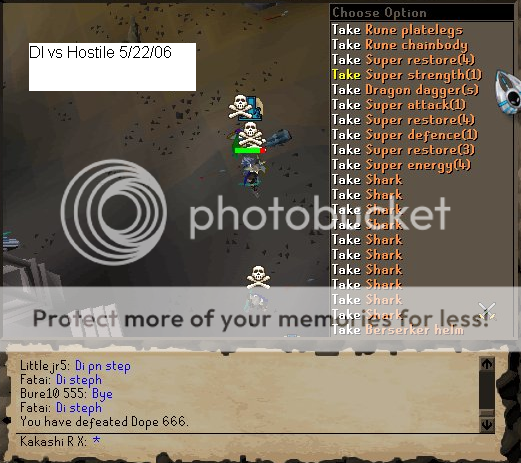 Choose Option
Take Rune platelegs
Take Rune chainbody
Take Super restore(4)
Take Super strength(1)
Take Dragon dagger(s)
Take Super attack(1)
Take Super restore(4)
Take Super defence(1)
Take Super restore(3)
Take Super energy(4)
Take Shark
Take Shark
Take Shark
Take Shark
Take Shark
Take Shark
Take Shark
Take Shark
Take Shark
Take Shark
Take Berserker helm
DI vs Hostile 5/22/06
photobucket
Protect more of your memories for less!
Littlejr5: Di pn step
Fatai: Di steph
Bure10 555: Bye
Fatai: Di steph
You have defeated Dope 666.
Kakashi R X: *